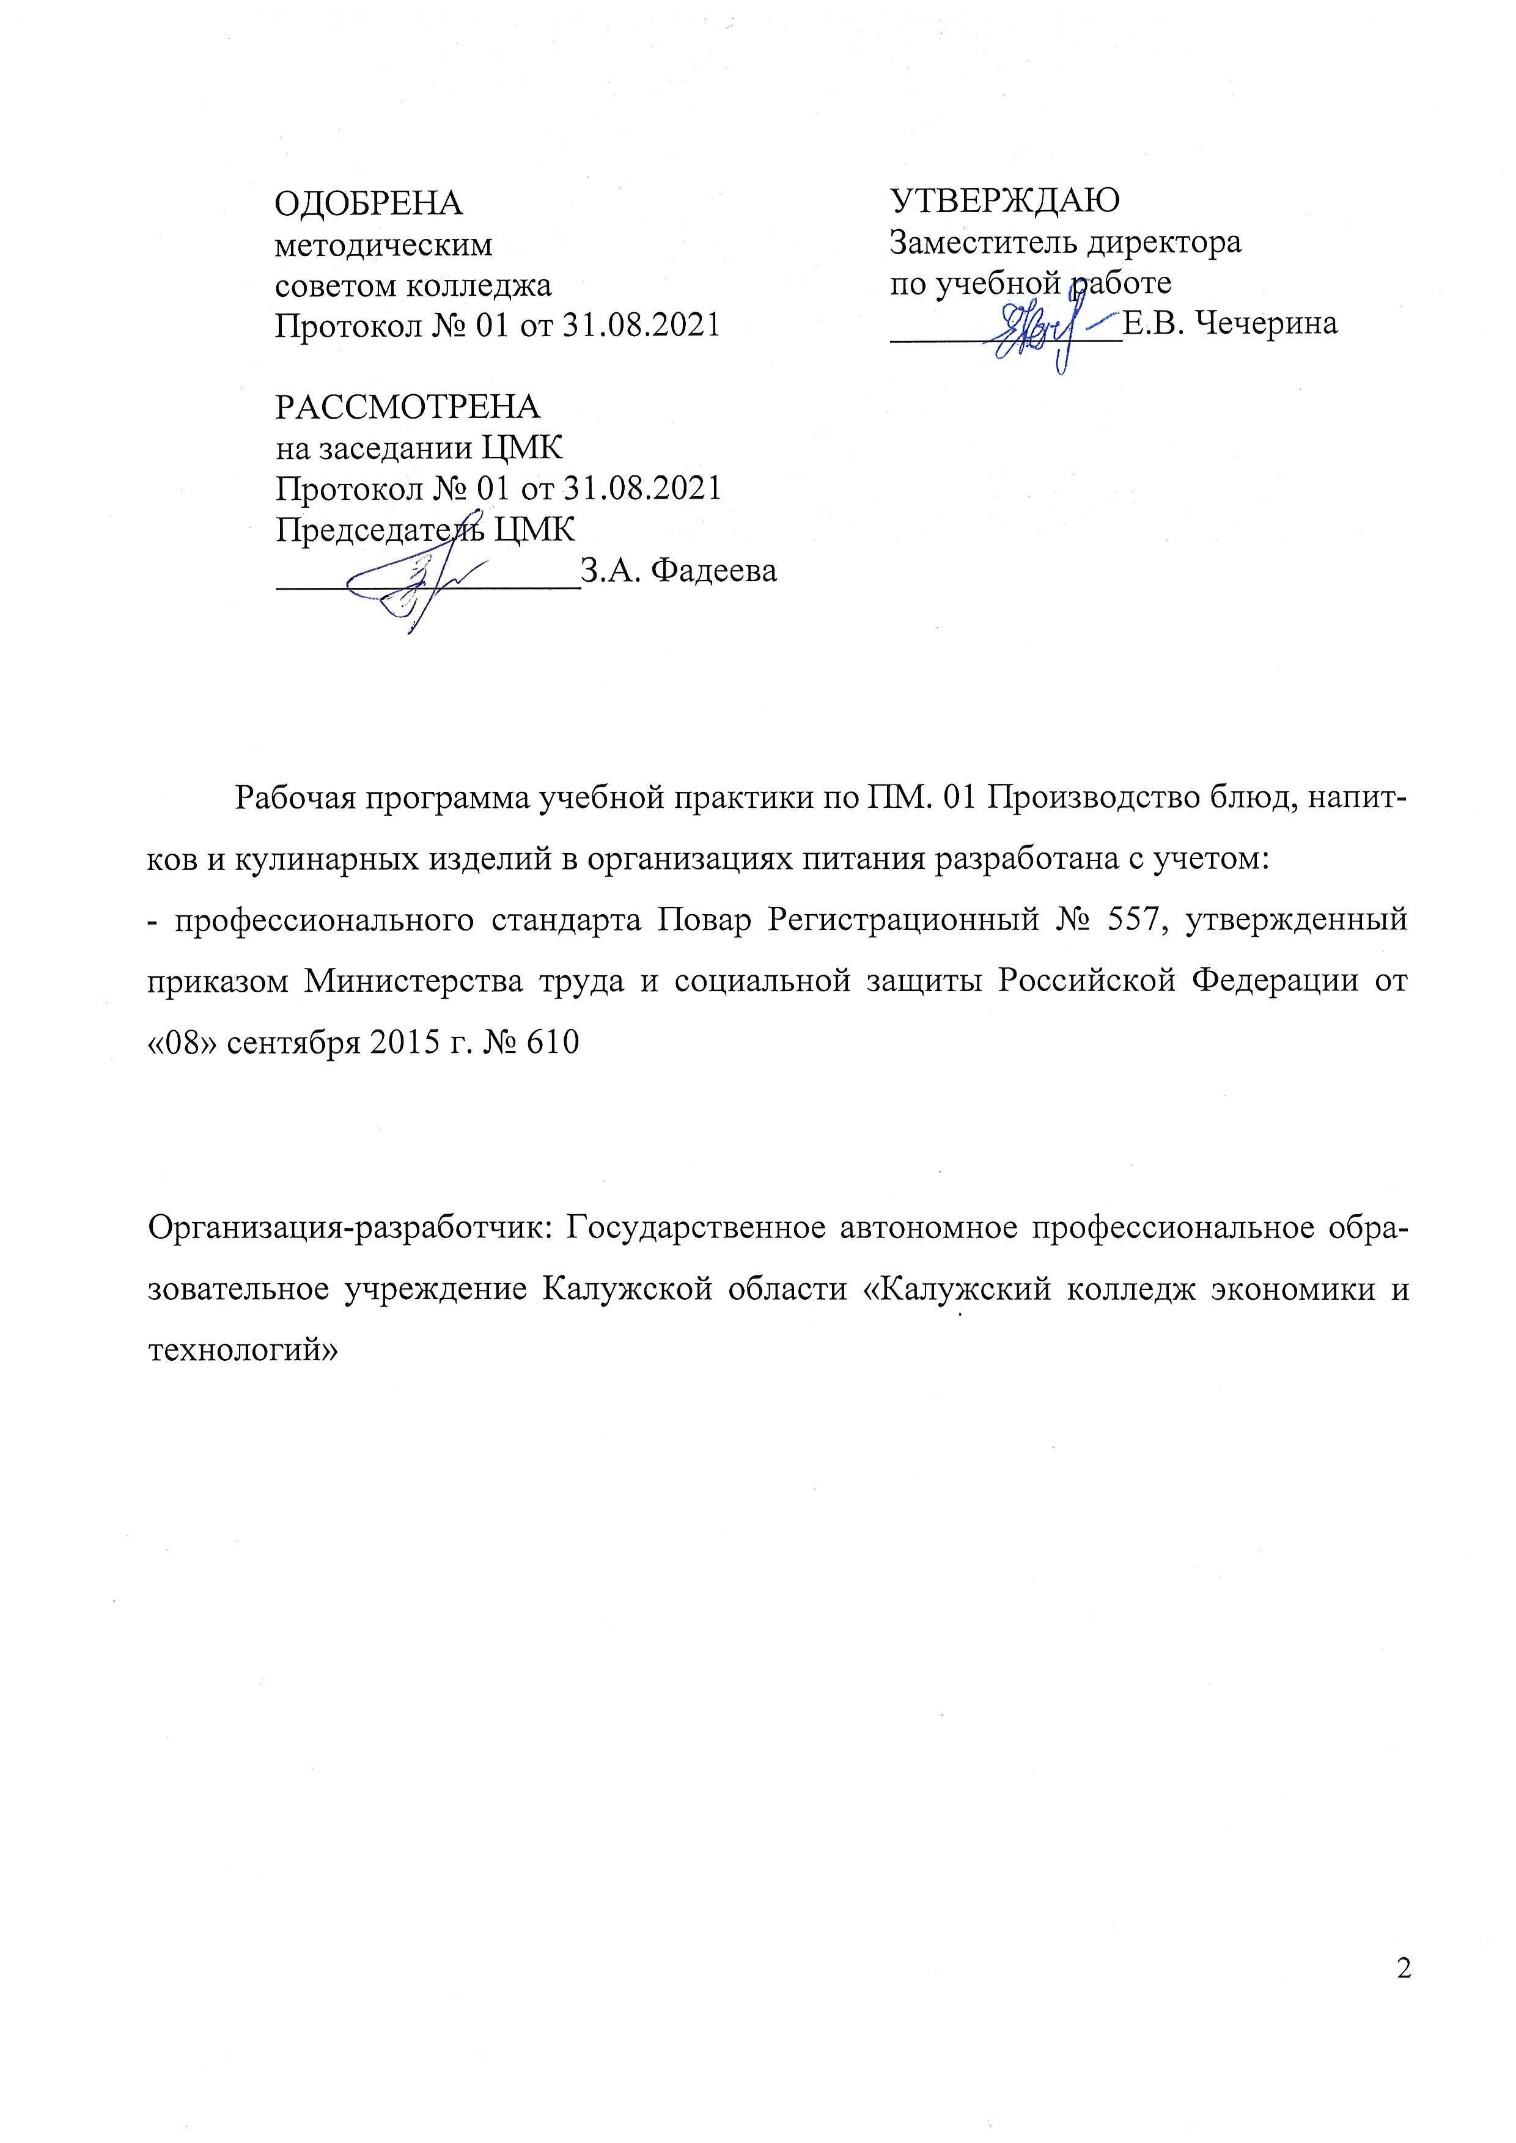 ОДОБРЕНА
методическим
советом колледжа
Протокол № 01 от 31.08.2021
УТВЕРЖДАЮ
Заместитель директора
по учебной работе
Е.В. Чечерина
РАССМОТРЕНА
на заседании ЦМК
Протокол № 01 от 31.08.2021
Председатель ЦМК
З.А. Фадеева
Рабочая программа учебной практики по ПМ. 01 Производство блюд, напит-
ков и кулинарных изделий в организациях питания разработана с учетом:
- профессионального стандарта Повар Регистрационный № 557, утвержденный
приказом Министерства труда и социальной защиты Российской Федерации от
«08» сентября 2015 г. № 610
Организация-разработчик: Государственное автономное профессиональное обра-
зовательное учреждение Калужской области «Калужский колледж экономики и
технологий»
2